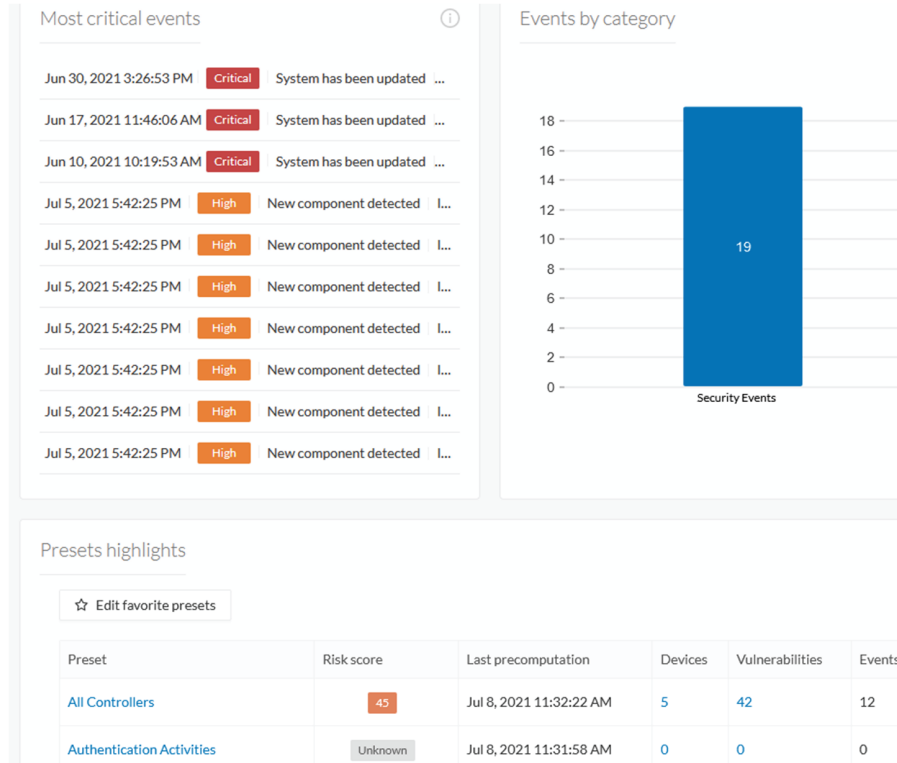 Most critical events
Jun 30, 2021 3:26:53 PM Critical System has been updated ...
Jun 17, 2021 11:46:06 AM Critical System has been updated ...
Jun 10, 2021 10:19:53 AM Critical System has been updated ...
Jul 5, 2021 5:42:25 PM High New component detected I...
Jul 5, 2021 5:42:25 PM High New component detected I...
Jul 5, 2021 5:42:25 PM High New component detected I...
Jul 5, 2021 5:42:25 PM High New component detected I...
Jul 5, 2021 5:42:25 PM High New component detected I...
Jul 5, 2021 5:42:25 PM High New component detected I...
Jul 5, 2021 5:42:25 PM High New component detected I...
Events by category
18
16
14
12
10
8
6
4
2
0
19
Security Events
Presets highlights
Edit favorite presets
Preset Risk score Last precomputation Devices Vulnerabilities Events
All Controllers 45 Jul 8, 2021 11:32:22 AM 5 42 12
Authentication Activities Unknown Jul 8, 2021 11:31:58 AM 0 0 0